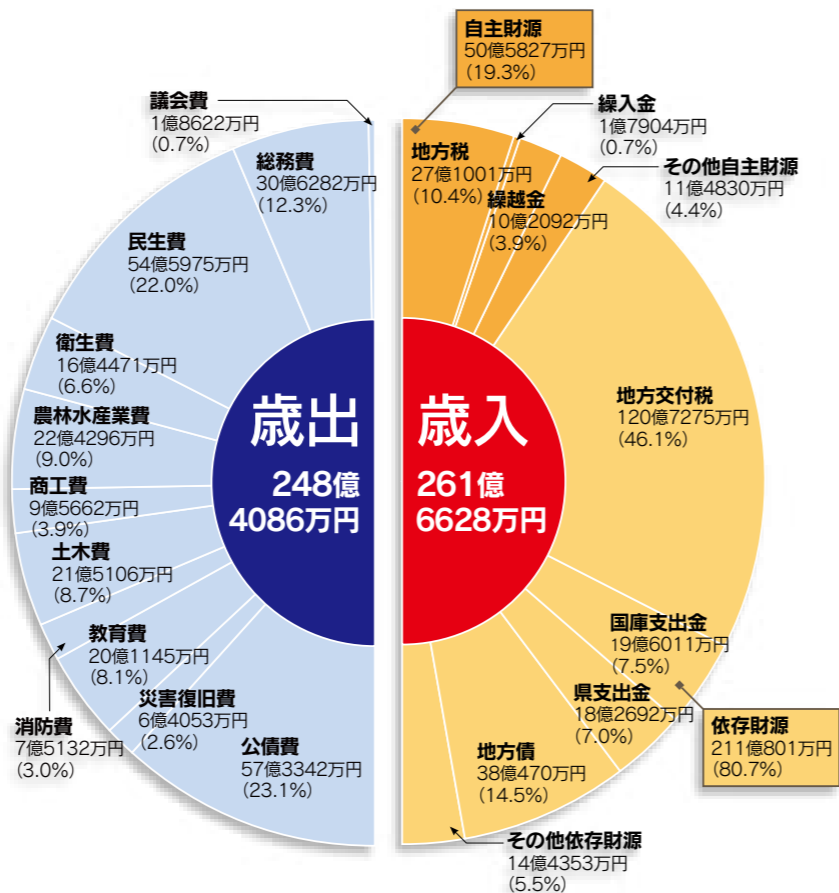 自主財源
50億5827万円
(19.3%)
議会費
1億8622万円
(0.7%)
総務費
30億6282万円
(12.3%)
民生費
54億5975万円
(22.0%)
衛生費
16億4471万円
(6.6%)
農林水産業費
22億4296万円
(9.0%)
商工費
9億5662万円
(3.9%)
土木費
21億5106万円
(8.7%)
教育費
20億1145万円
(8.1%)
消防費
7億5132万円
(3.0%)
災害復旧費
6億4053万円
(2.6%)
公債費
57億3342万円
(23.1%)
歳出
248億
4086万円
歳入
261億
6628万円
地方税
27億1001万円
(10.4%)
繰入金
1億7904万円
(0.7%)
繰越金
10億2092万円
(3.9%)
その他自主財源
11億4830万円
(4.4%)
地方交付税
120億7275万円
(46.1%)
国庫支出金
19億6011万円
(7.5%)
県支出金
18億2692万円
(7.0%)
依存財源
211億801万円
(80.7%)
地方債
38億470万円
(14.5%)
その他依存財源
14億4353万円
(5.5%)